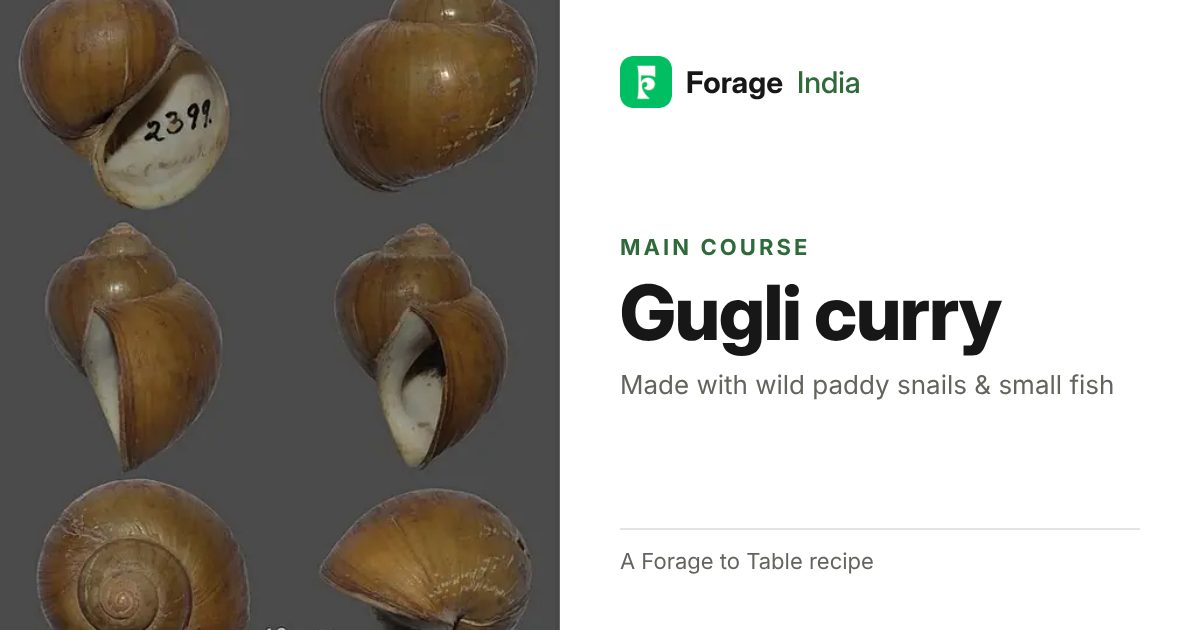 2399.
Forage India
MAIN COURSE
Gugli curry
Made with wild paddy snails & small fish
A Forage to Table recipe